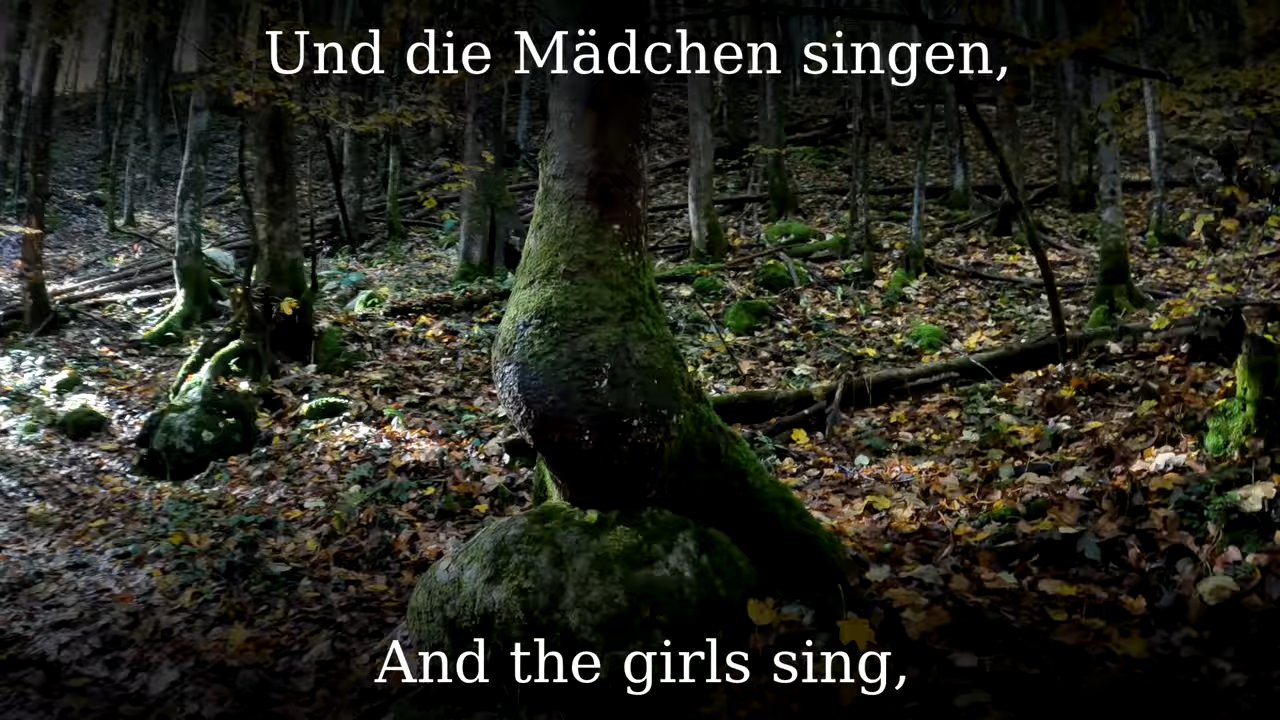 Und die Mädchen singen,
And the girls sing,